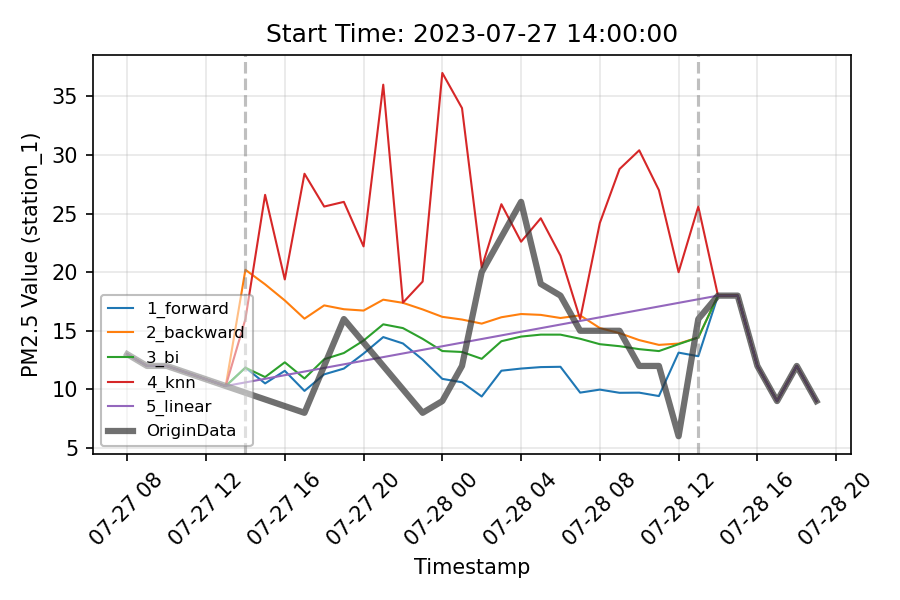 Start Time: 2023-07-27 14:00:00
PM2.5 Value (station_1)
35
30
25
20
15
10
5
1_forward
2_backward
3_bi
4_knn
5_linear
OriginData
07-27 08
07-27 12
07-27 16
07-27 20
07-28 00
07-28 04
07-28 08
07-28 12
07-28 16
07-28 20
Timestamp